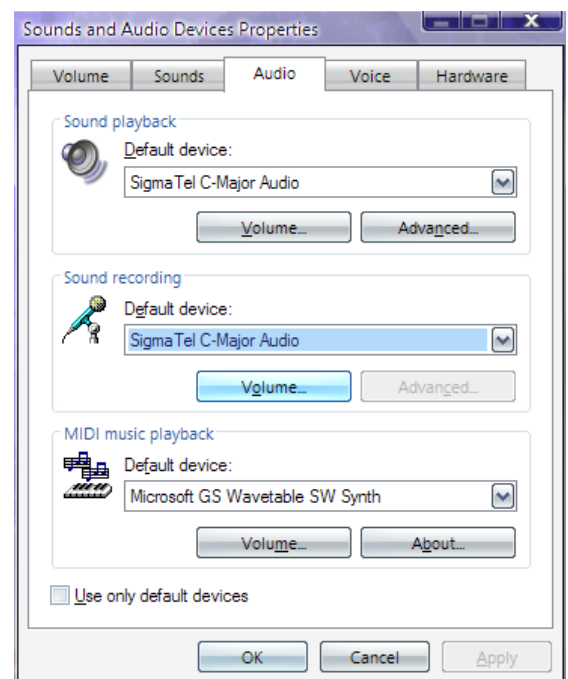 Sounds and Audio Devices Properties
X
Volume Sounds Audio Voice Hardware
Sound playback
Default device:
SigmaTel C-Major Audio
Volume... Advanced...
Sound recording
Default device:
SigmaTel C-Major Audio
Volume... Advanced...
MIDI music playback
Default device:
Microsoft GS Wavetable SW Synth
Volume... About...
Use only default devices
OK Cancel Apply